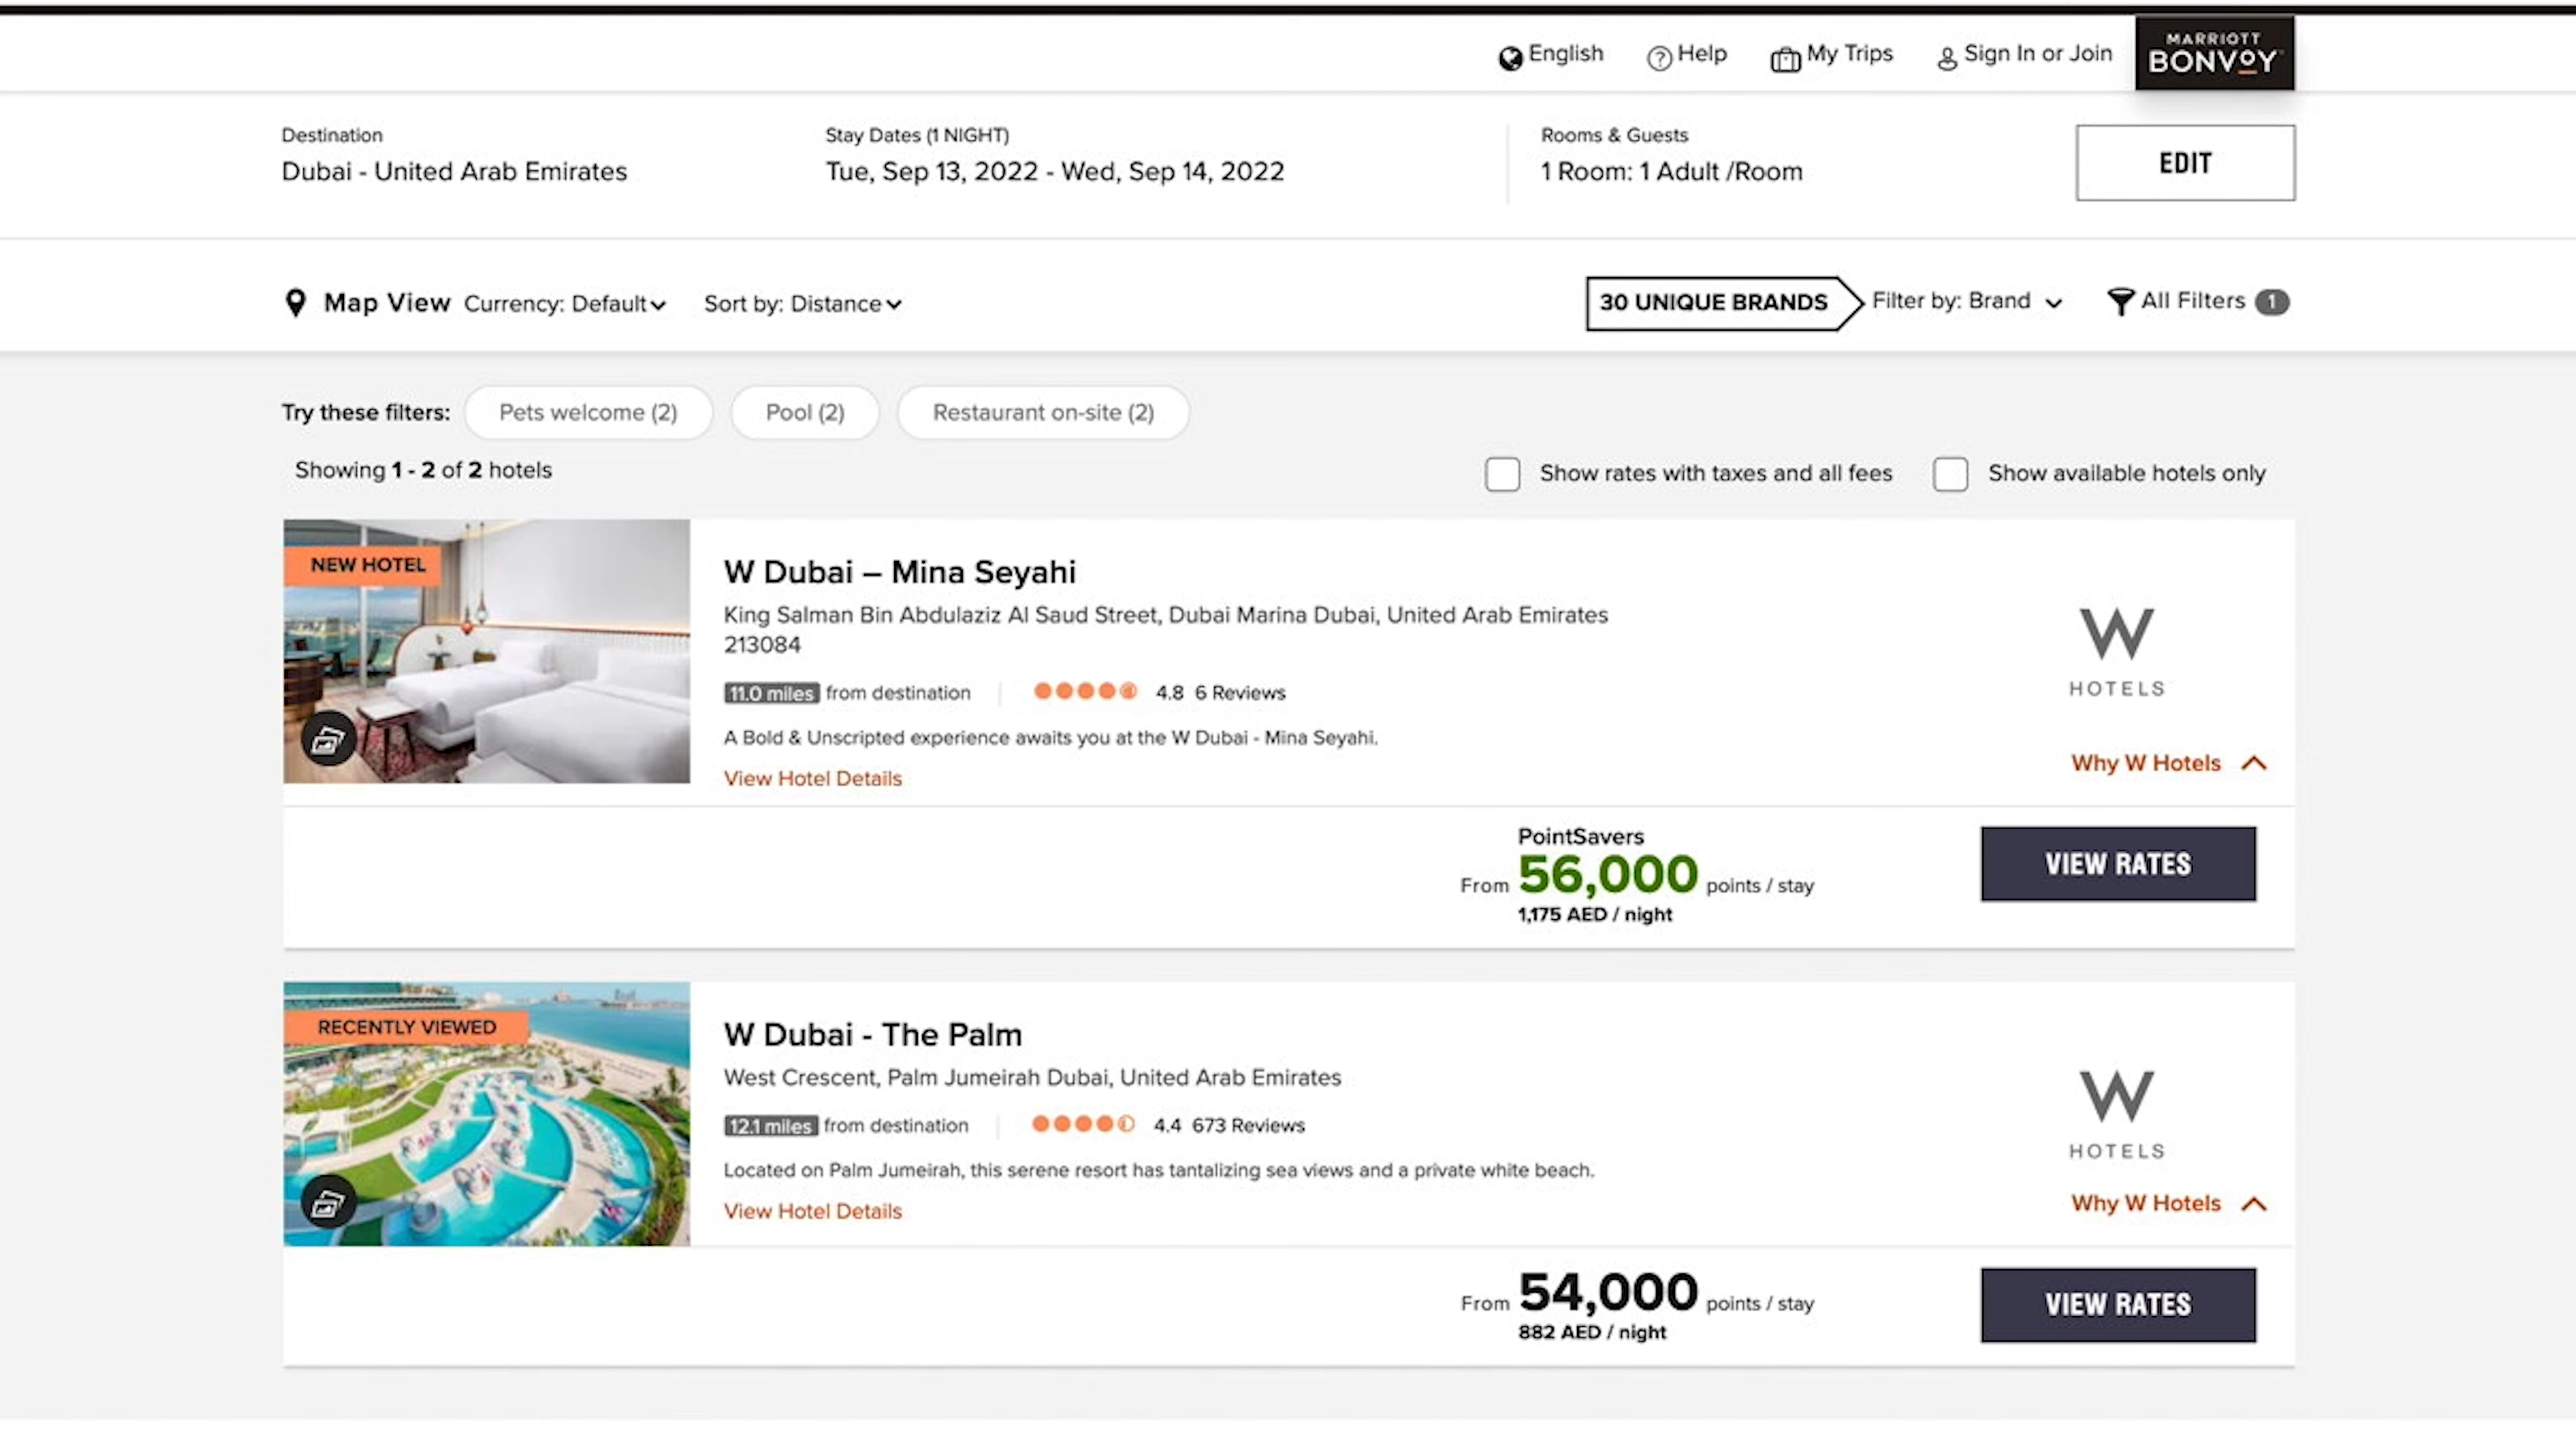 English
Help
My Trips
Sign In or Join
MARRIOTT
BONVOY
Destination
Dubai - United Arab Emirates
Stay Dates (1 NIGHT)
Tue, Sep 13, 2022 - Wed, Sep 14, 2022
Rooms & Guests
1 Room: 1 Adult /Room
EDIT
Map View
Currency: Default
Sort by: Distance
30 UNIQUE BRANDS
Filter by: Brand
All Filters 1
Try these filters:
Pets welcome (2)
Pool (2)
Restaurant on-site (2)
Showing 1 - 2 of 2 hotels
Show rates with taxes and all fees
Show available hotels only
NEW HOTEL
W Dubai – Mina Seyahi
King Salman Bin Abdulaziz Al Saud Street, Dubai Marina Dubai, United Arab Emirates
213084
11.0 miles from destination
4.8 6 Reviews
A Bold & Unscripted experience awaits you at the W Dubai - Mina Seyahi.
View Hotel Details
W
HOTELS
Why W Hotels
PointSavers
From 56,000 points / stay
1,175 AED / night
VIEW RATES
RECENTLY VIEWED
W Dubai - The Palm
West Crescent, Palm Jumeirah Dubai, United Arab Emirates
12.1 miles from destination
4.4 673 Reviews
Located on Palm Jumeirah, this serene resort has tantalizing sea views and a private white beach.
View Hotel Details
W
HOTELS
Why W Hotels
From 54,000 points / stay
882 AED / night
VIEW RATES